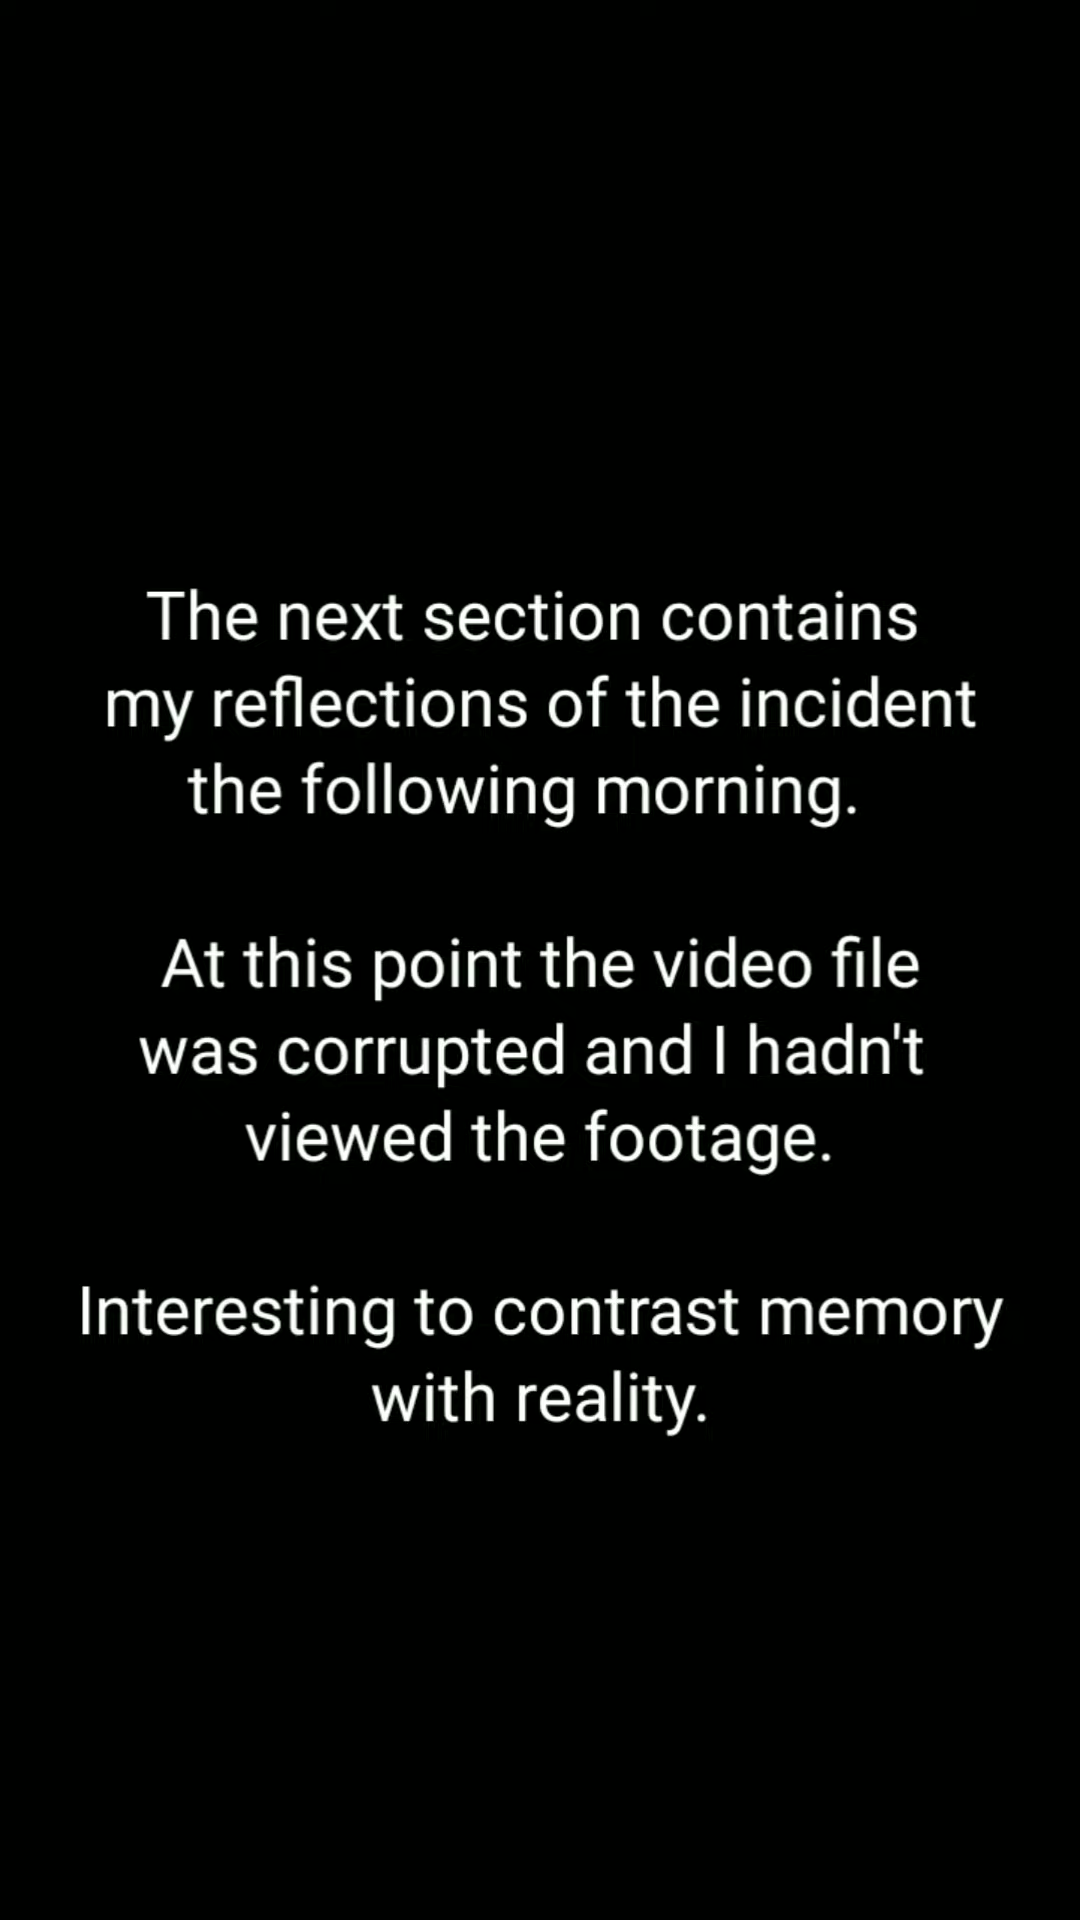 The next section contains
my reflections of the incident
the following morning.
At this point the video file
was corrupted and I hadn't
viewed the footage.
Interesting to contrast memory
with reality.